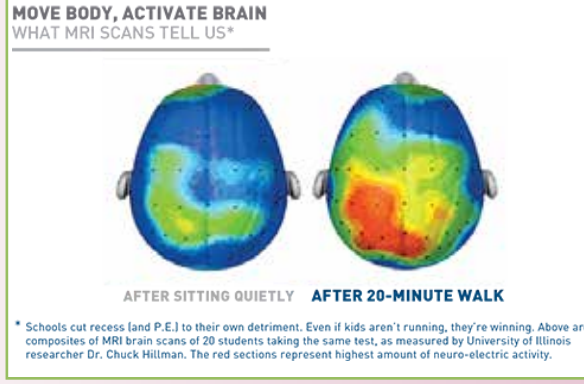 MOVE BODY, ACTIVATE BRAIN
WHAT MRI SCANS TELL US*
AFTER SITTING QUIETLY AFTER 20-MINUTE WALK
* Schools cut recess (and P.E.) to their own detriment. Even if kids aren't running, they're winning. Above ar
composites of MRI brain scans of 20 students taking the same test, as measured by University of Illinois
researcher Dr. Chuck Hillman. The red sections represent highest amount of neuro-electric activity.